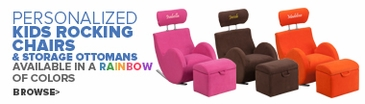 PERSONALIZED
KIDS ROCKING
CHAIRS
& STORAGE OTTOMANS
AVAILABLE IN A RAINBOW
OF COLORS
BROWSE>